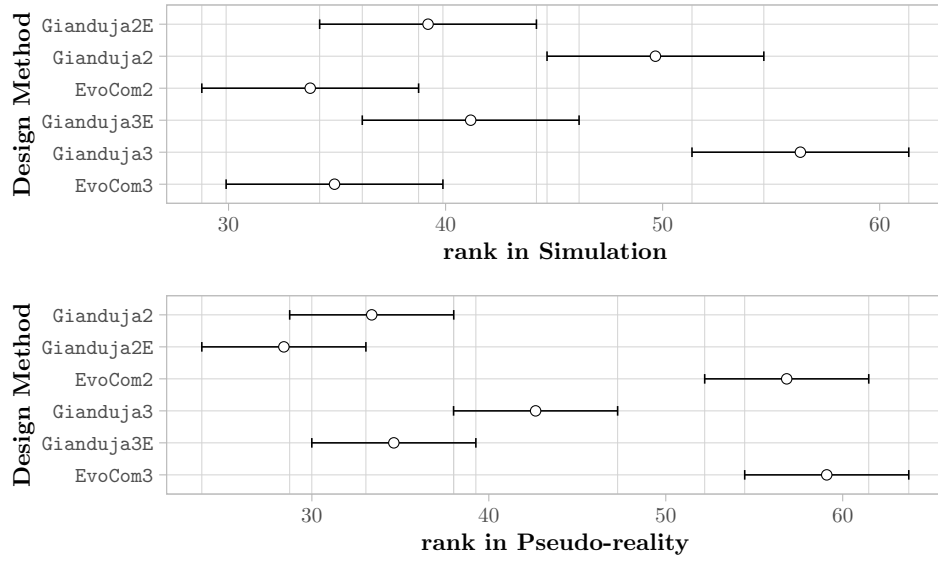 Design Method
Gianduja2E
Gianduja2
EvoCom2
Gianduja3E
Gianduja3
EvoCom3
30 40 50 60
rank in Simulation
Design Method
Gianduja2
Gianduja2E
EvoCom2
Gianduja3
Gianduja3E
EvoCom3
30 40 50 60
rank in Pseudo-reality